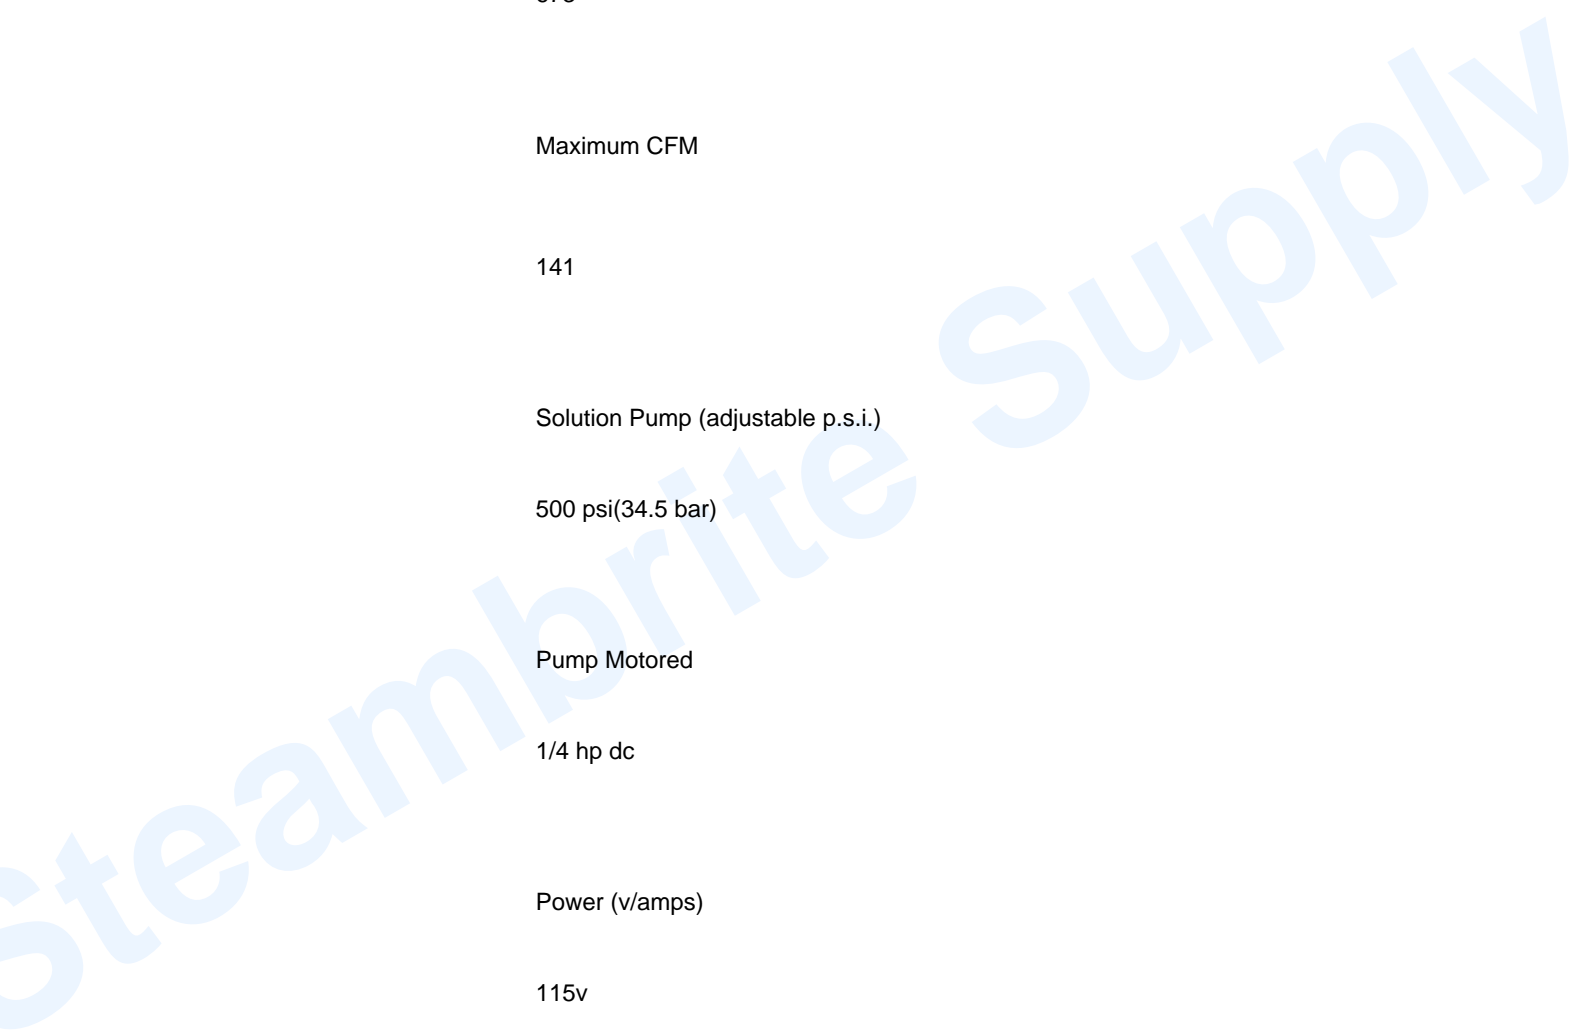 Maximum CFM
141
Solution Pump (adjustable p.s.i.)
500 psi(34.5 bar)
Pump Motored
1/4 hp dc
Power (v/amps)
115v
Steambrite Supply